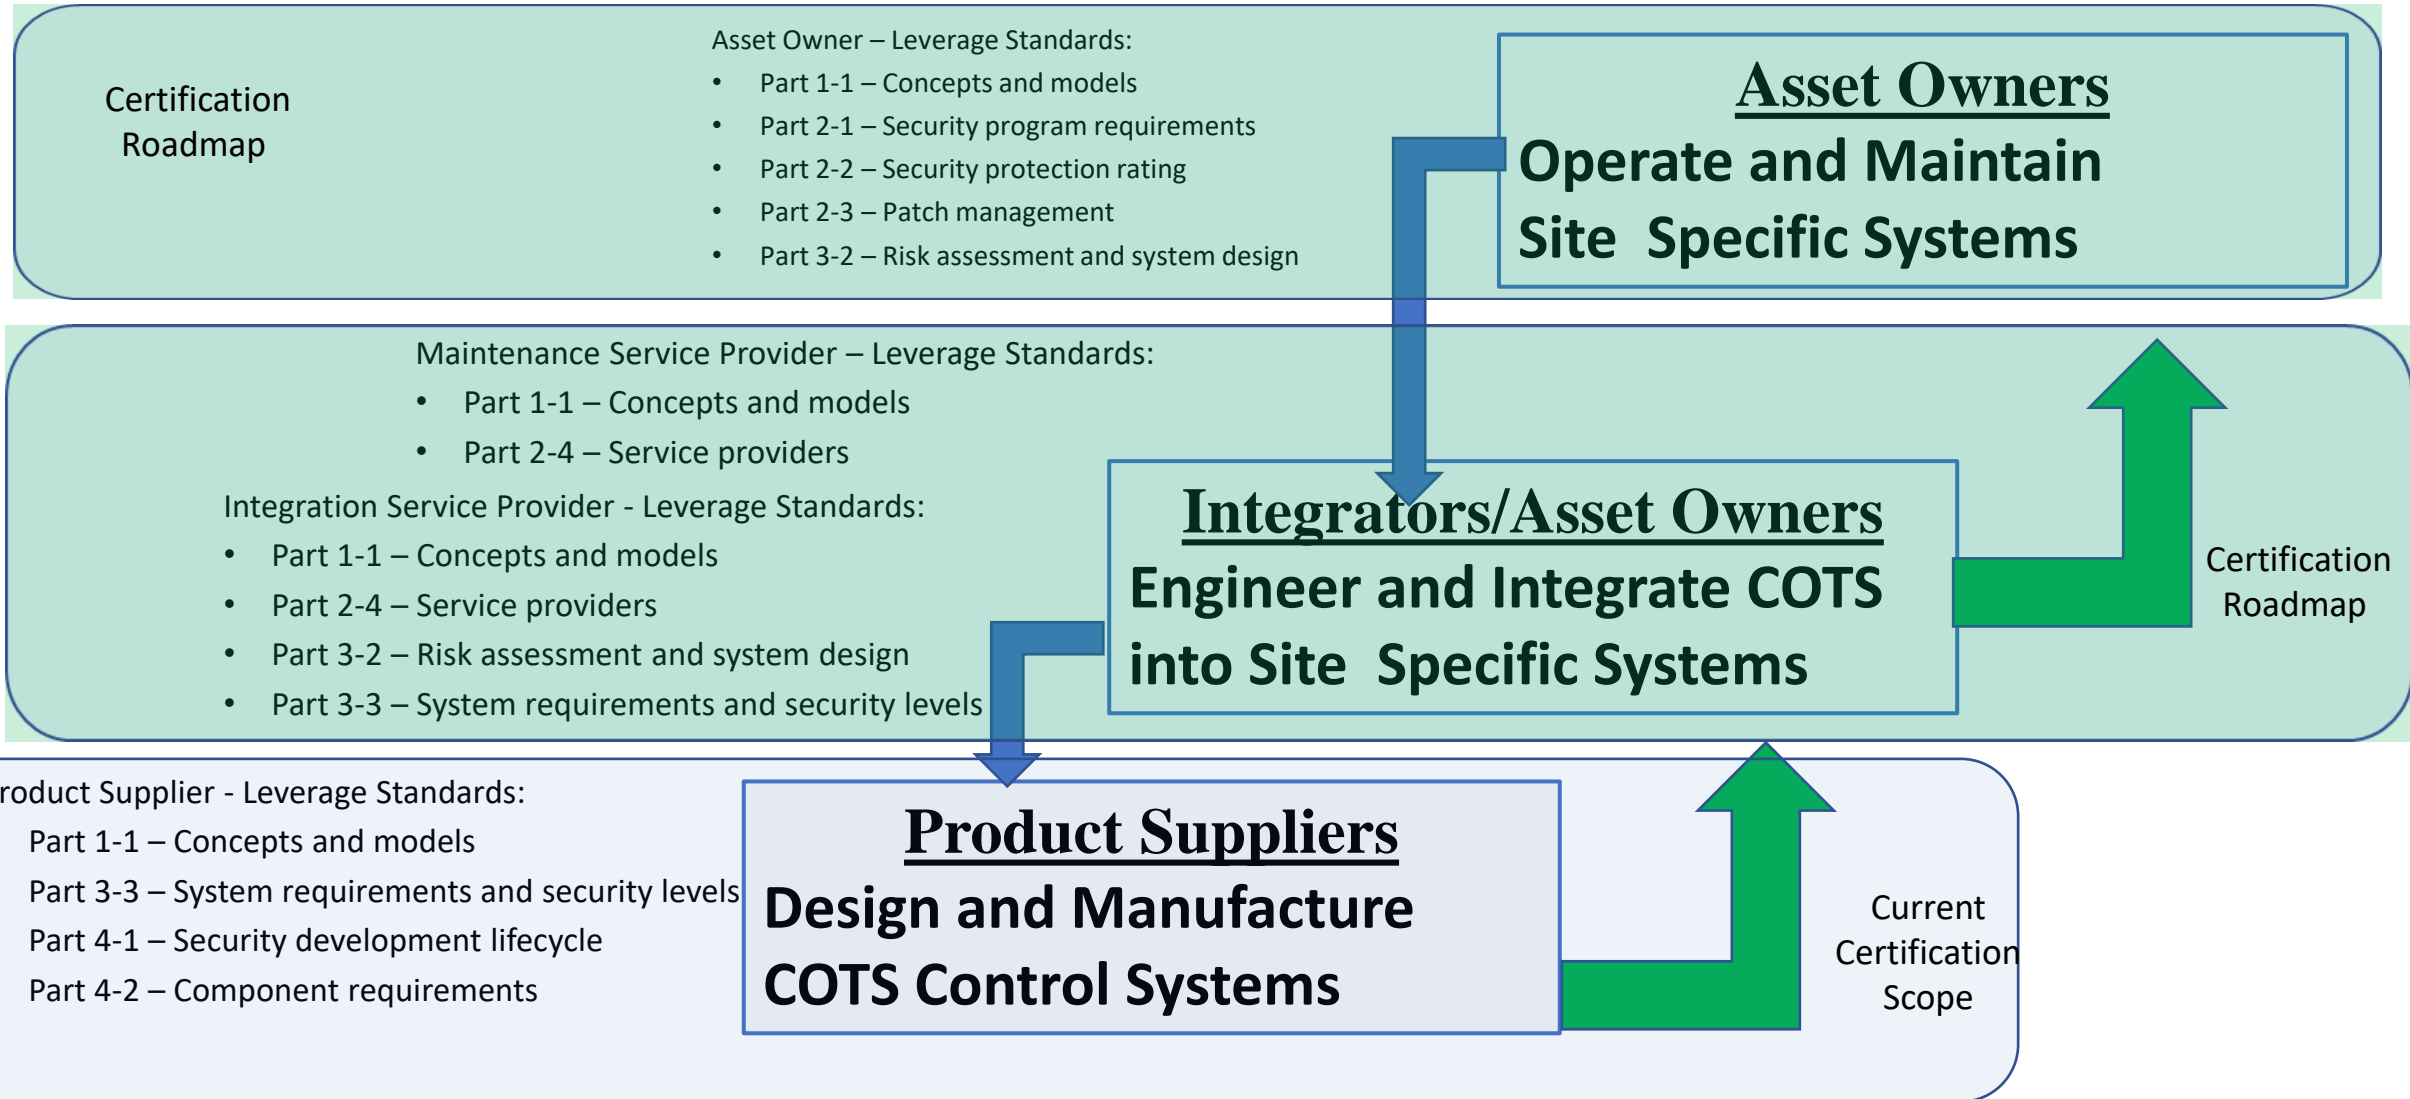 Certification
Roadmap
Asset Owner – Leverage Standards:
• Part 1-1 – Concepts and models
• Part 2-1 – Security program requirements
• Part 2-2 – Security protection rating
• Part 2-3 – Patch management
• Part 3-2 – Risk assessment and system design
Asset Owners
Operate and Maintain
Site Specific Systems
Maintenance Service Provider – Leverage Standards:
• Part 1-1 – Concepts and models
• Part 2-4 – Service providers
Integration Service Provider - Leverage Standards:
• Part 1-1 – Concepts and models
• Part 2-4 – Service providers
• Part 3-2 – Risk assessment and system design
• Part 3-3 – System requirements and security levels
Integrators/Asset Owners
Engineer and Integrate COTS
into Site Specific Systems
Certification
Roadmap
roduct Supplier - Leverage Standards:
Part 1-1 – Concepts and models
Part 3-3 – System requirements and security levels
Part 4-1 – Security development lifecycle
Part 4-2 – Component requirements
Product Suppliers
Design and Manufacture
COTS Control Systems
Current
Certification
Scope